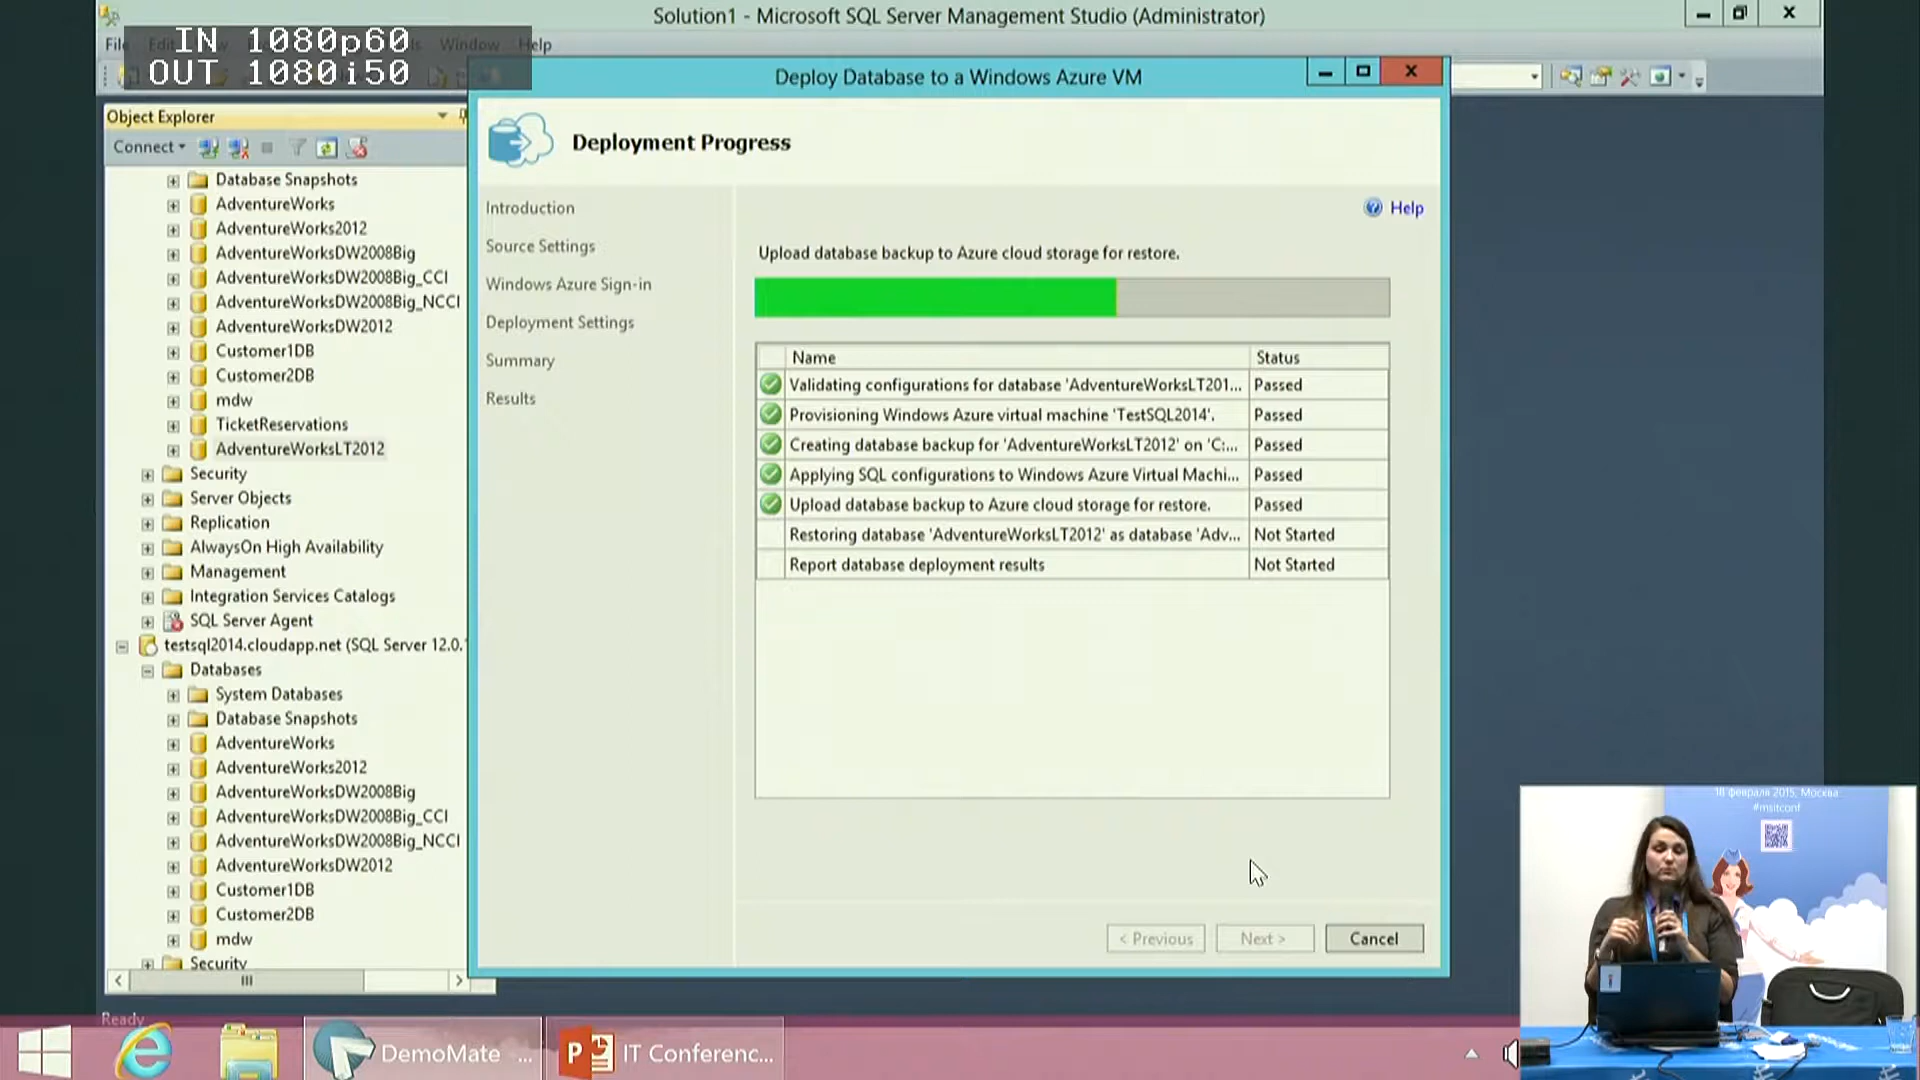 Solution1 - Microsoft SQL Server Management Studio (Administrator)
File Edit Window Help
IN 1080p60
OUT 1080i50
Object Explorer
Connect
Database Snapshots
AdventureWorks
AdventureWorks2012
AdventureWorksDW2008Big
AdventureWorksDW2008Big_CCI
AdventureWorksDW2008Big_NCCI
AdventureWorksDW2012
Customer1DB
Customer2DB
mdw
TicketReservations
AdventureWorksLT2012
Security
Server Objects
Replication
AlwaysOn High Availability
Management
Integration Services Catalogs
SQL Server Agent
testsql2014.cloudapp.net (SQL Server 12.0.
Databases
System Databases
Database Snapshots
AdventureWorks
AdventureWorks2012
AdventureWorksDW2008Big
AdventureWorksDW2008Big_CCI
AdventureWorksDW2008Big_NCCI
AdventureWorksDW2012
Customer1DB
Customer2DB
mdw
Security
Ready
Deploy Database to a Windows Azure VM
Deployment Progress
Introduction
Source Settings
Windows Azure Sign-in
Deployment Settings
Summary
Results
Help
Upload database backup to Azure cloud storage for restore.
Name Status
Validating configurations for database 'AdventureWorksLT201... Passed
Provisioning Windows Azure virtual machine 'TestSQL2014'. Passed
Creating database backup for 'AdventureWorksLT2012' on 'C:... Passed
Applying SQL configurations to Windows Azure Virtual Machi... Passed
Upload database backup to Azure cloud storage for restore. Passed
Restoring database 'AdventureWorksLT2012' as database 'Adv... Not Started
Report database deployment results Not Started
< Previous Next > Cancel
18 февраля 2015, Москва
#msitconf
DemoMate ...
IT Conferenc...